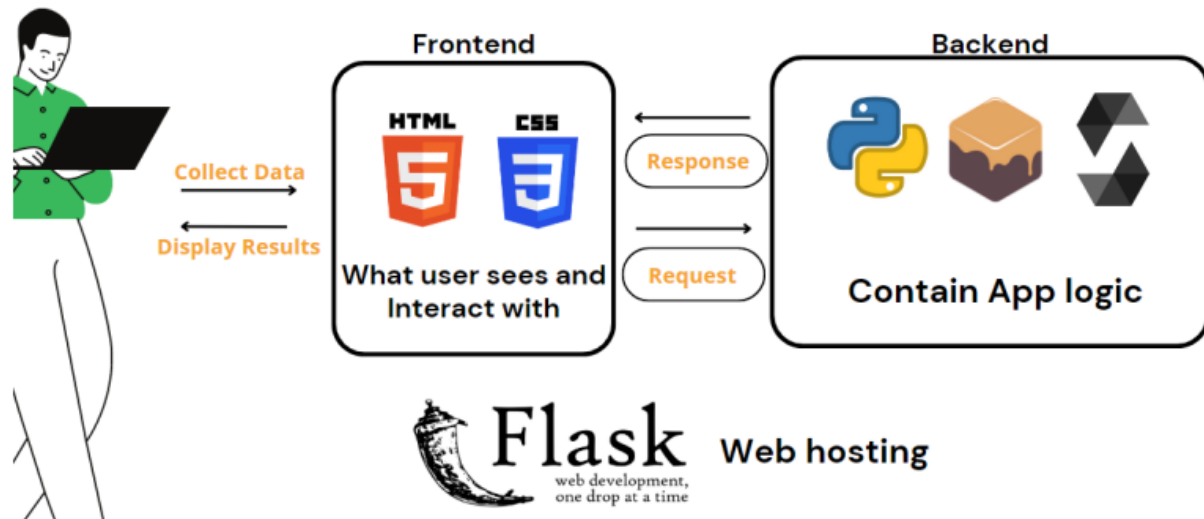 Frontend
Backend
HTML
CSS
Collect Data
Display Results
Response
Request
What user sees and
Interact with
Contain App logic
Flask
web development,
one drop at a time
Web hosting